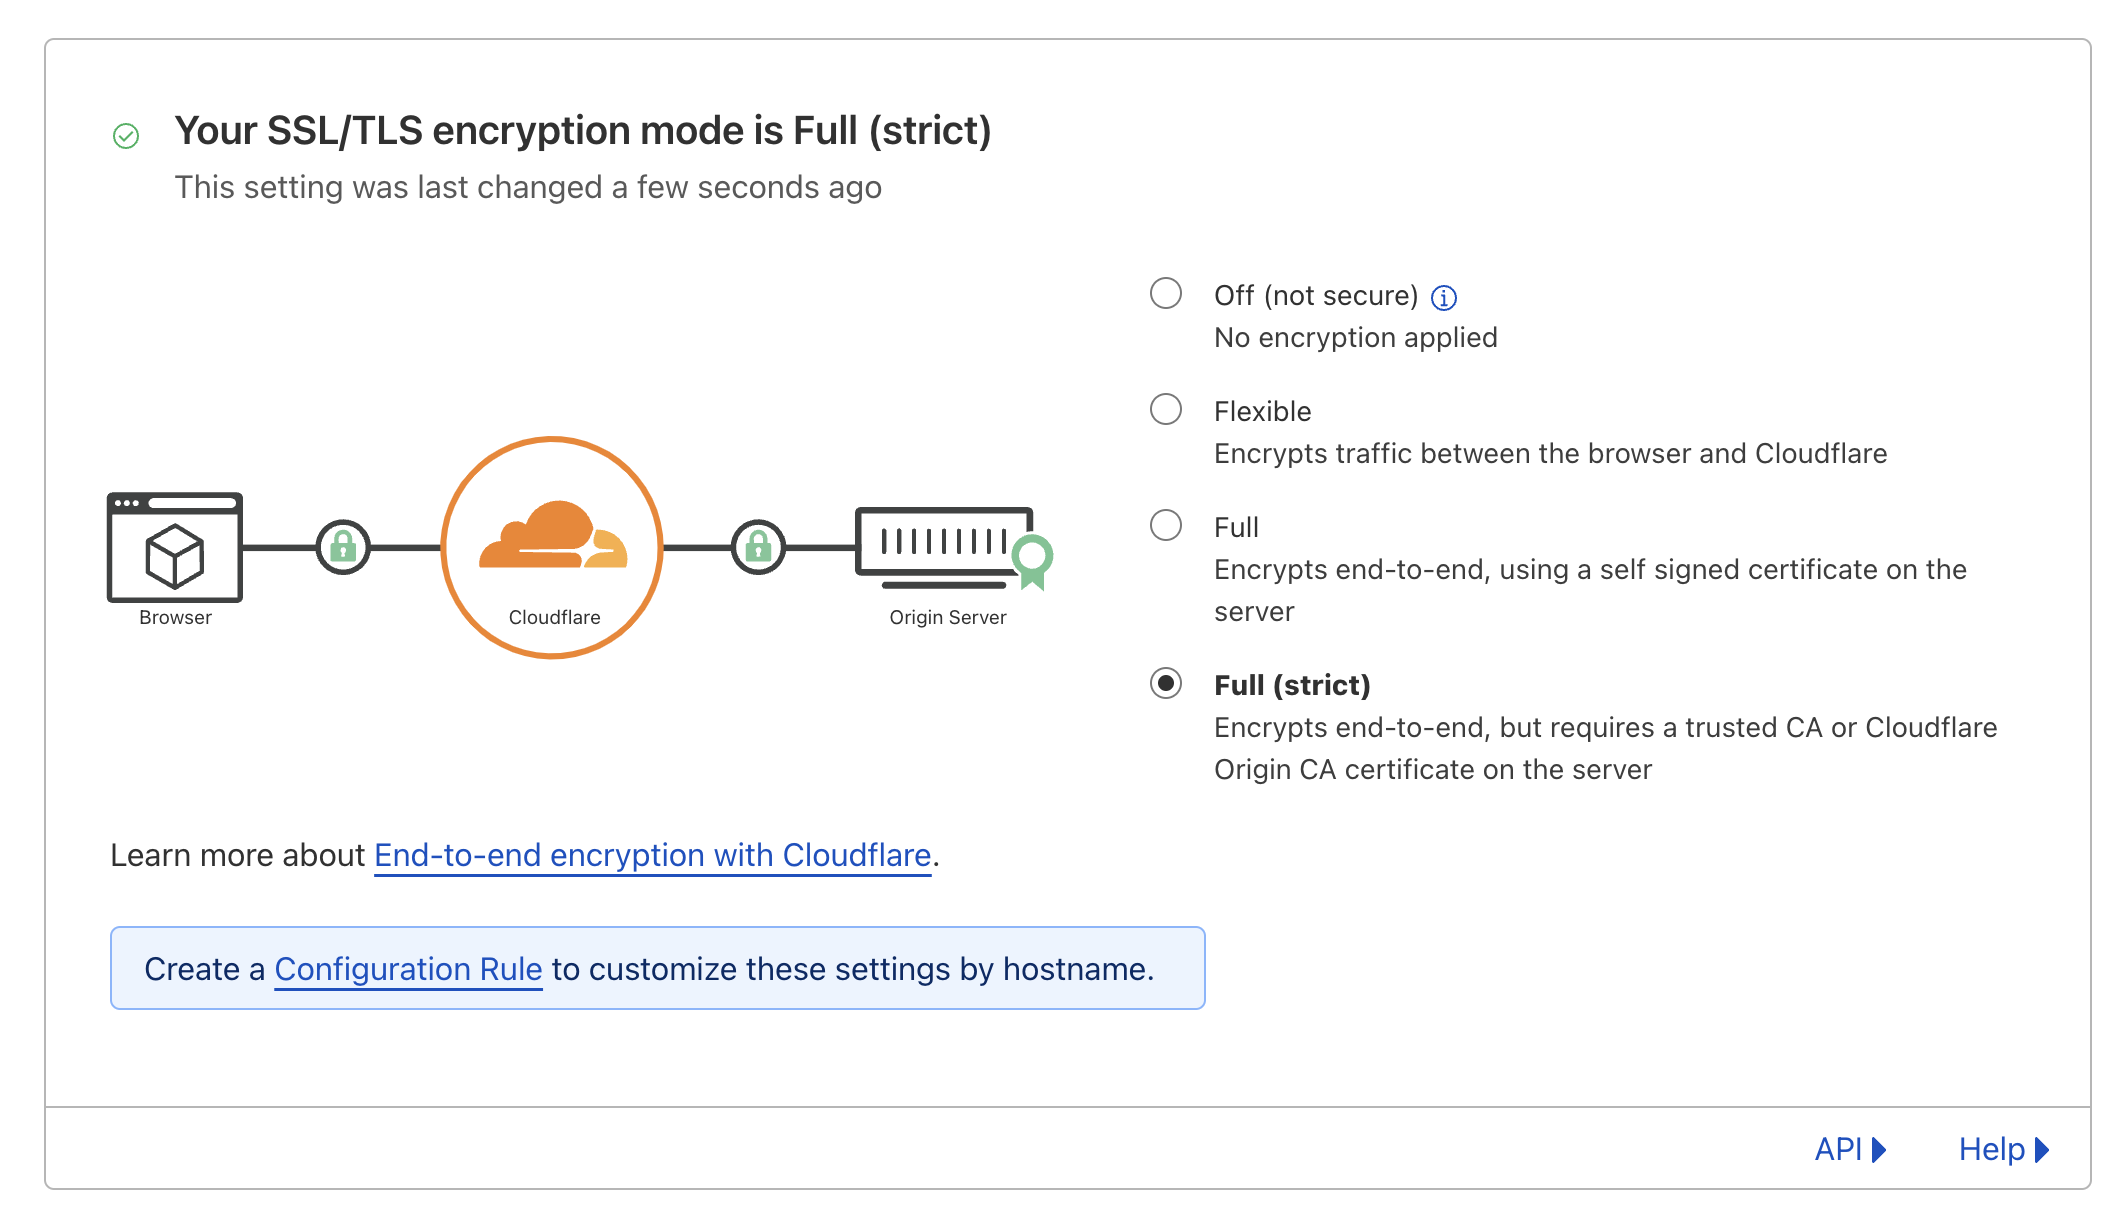 Your SSL/TLS encryption mode is Full (strict)
This setting was last changed a few seconds ago
Browser
Cloudflare
Origin Server
Off (not secure)
No encryption applied
Flexible
Encrypts traffic between the browser and Cloudflare
Full
Encrypts end-to-end, using a self signed certificate on the
server
Full (strict)
Encrypts end-to-end, but requires a trusted CA or Cloudflare
Origin CA certificate on the server
Learn more about End-to-end encryption with Cloudflare.
Create a Configuration Rule to customize these settings by hostname.
API
Help